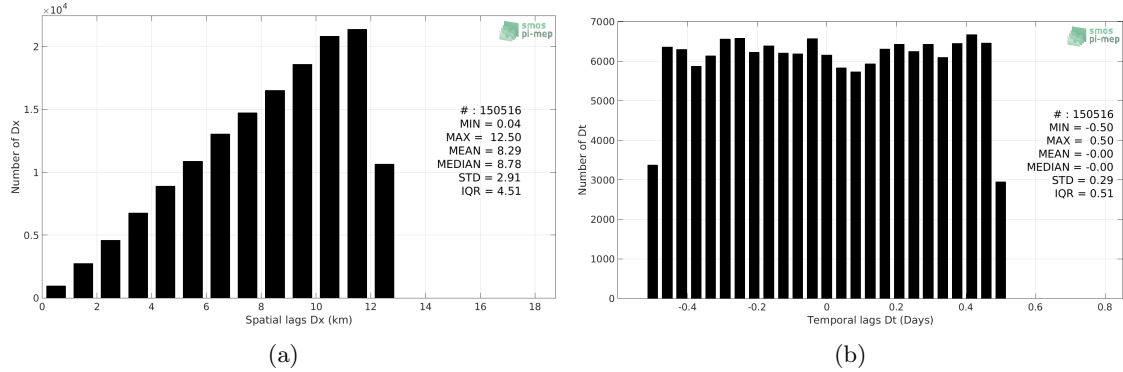 ×10⁴
2
1.5
1
0.5
0
0 2 4 6 8 10 12 14 16 18
Number of Dx
Spatial lags Dx (km)
smos
pi-mep
# : 150516
MIN = 0.04
MAX = 12.50
MEAN = 8.29
MEDIAN = 8.78
STD = 2.91
IQR = 4.51
(a)
7000
6000
5000
4000
3000
2000
1000
0
-0.4 -0.2 0 0.2 0.4 0.6 0.8
Number of Dt
Temporal lags Dt (Days)
smos
pi-mep
# : 150516
MIN = -0.50
MAX = 0.50
MEAN = -0.00
MEDIAN = -0.00
STD = 0.29
IQR = 0.51
(b)